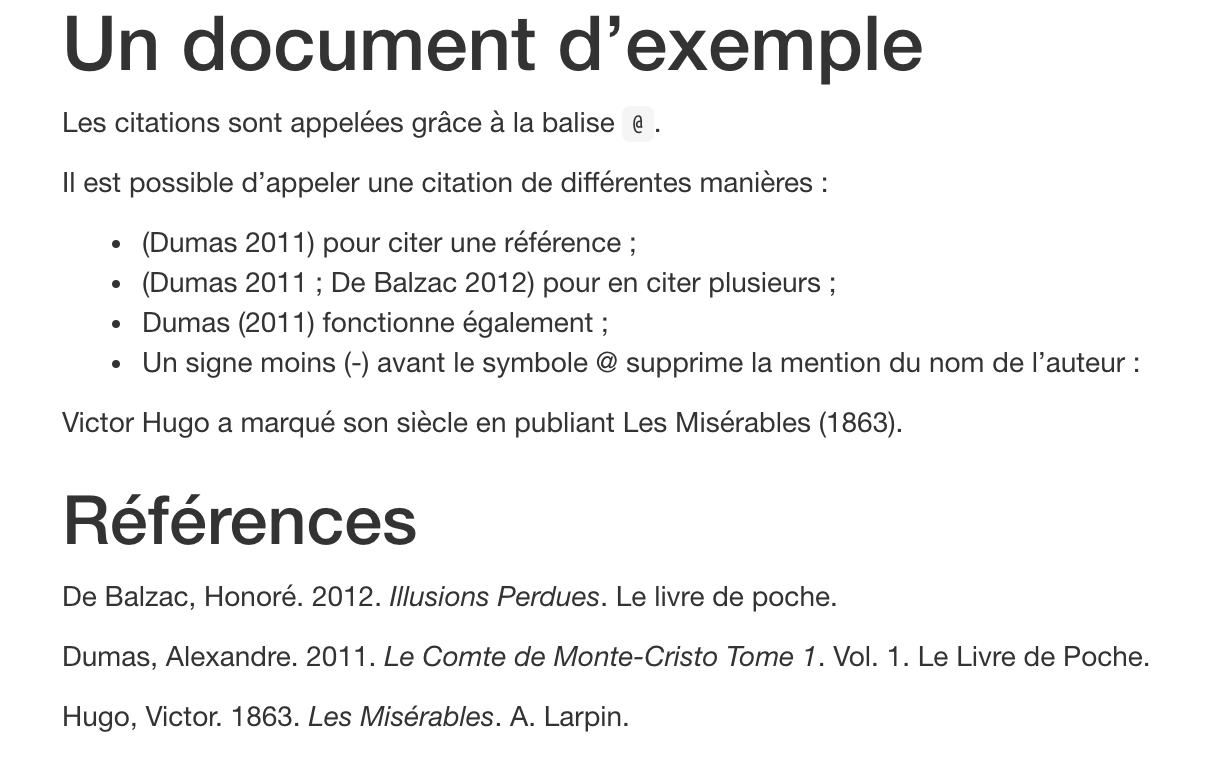 Un document d’exemple
Les citations sont appelées grâce à la balise @ .
Il est possible d’appeler une citation de différentes manières :
• (Dumas 2011) pour citer une référence ;
• (Dumas 2011 ; De Balzac 2012) pour en citer plusieurs ;
• Dumas (2011) fonctionne également ;
• Un signe moins (-) avant le symbole @ supprime la mention du nom de l’auteur :
Victor Hugo a marqué son siècle en publiant Les Misérables (1863).
Références
De Balzac, Honoré. 2012. Illusions Perdues. Le livre de poche.
Dumas, Alexandre. 2011. Le Comte de Monte-Cristo Tome 1. Vol. 1. Le Livre de Poche.
Hugo, Victor. 1863. Les Misérables. A. Larpin.